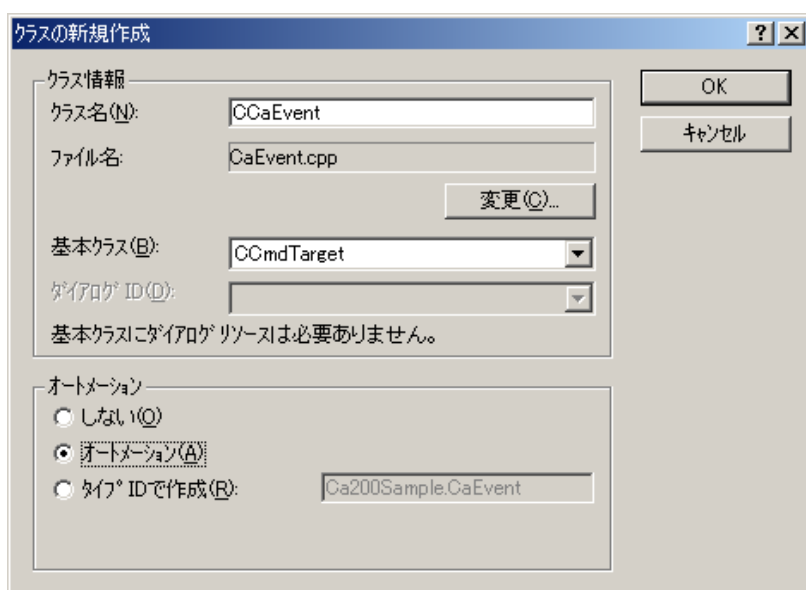 クラスの新規作成
クラス情報
クラス名(N):
CCaEvent
ファイル名:
CaEvent.cpp
変更(C)...
基本クラス(B):
CCmdTarget
ダイアログ ID(D):
基本クラスにダイアログ リソースは必要ありません。
オートメーション
しない(O)
オートメーション(A)
タイプ IDで作成(R):
Ca200Sample.CaEvent
OK
キャンセル